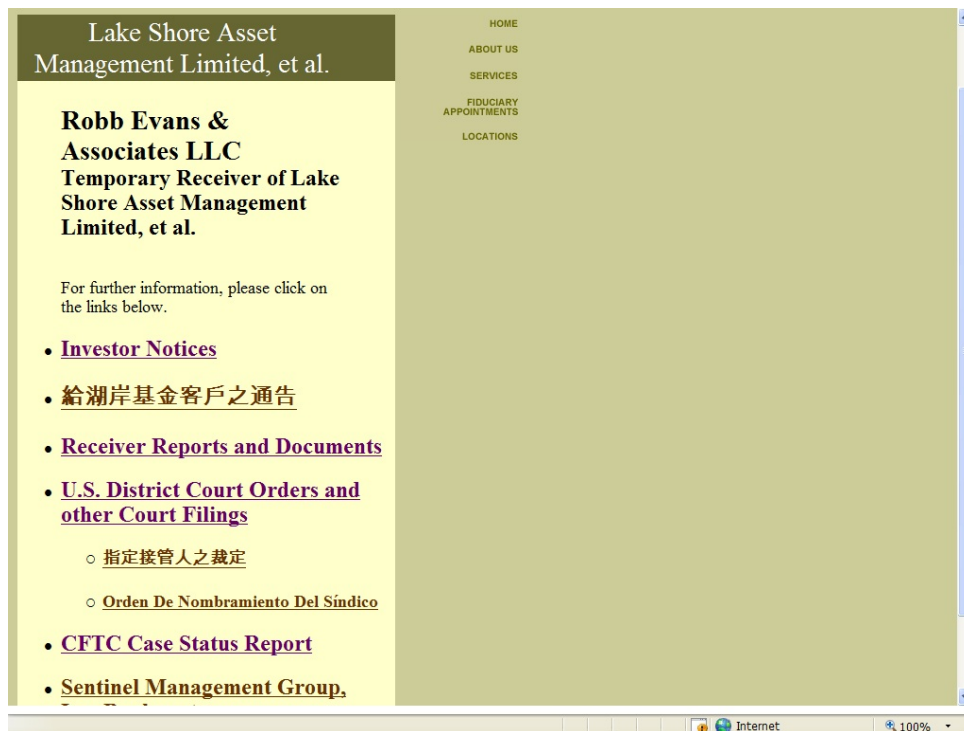 Lake Shore Asset
Management Limited, et al.
HOME
ABOUT US
SERVICES
FIDUCIARY
APPOINTMENTS
LOCATIONS
Robb Evans &
Associates LLC
Temporary Receiver of Lake
Shore Asset Management
Limited, et al.
For further information, please click on
the links below.
Investor Notices
給湖岸基金客戶之通告
Receiver Reports and Documents
U.S. District Court Orders and
other Court Filings
指定接管人之裁定
Orden De Nombramiento Del Síndico
CFTC Case Status Report
Sentinel Management Group,
Internet
100%